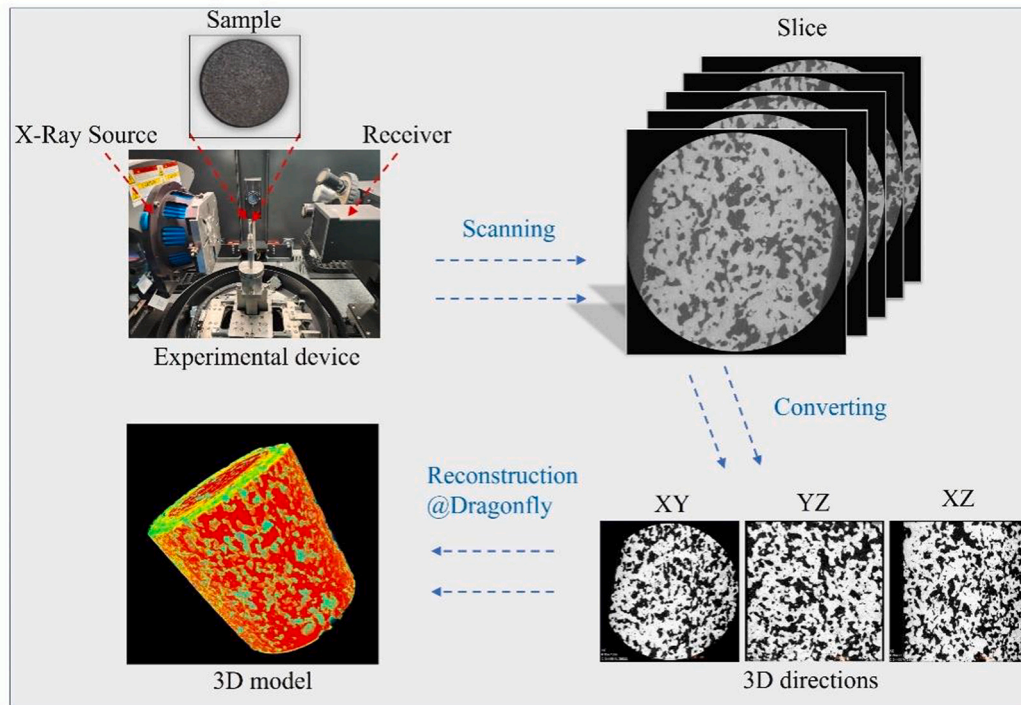 Sample
Slice
X-Ray Source
Receiver
Scanning
Experimental device
Converting
Reconstruction
@Dragonfly
XY
YZ
XZ
3D model
3D directions